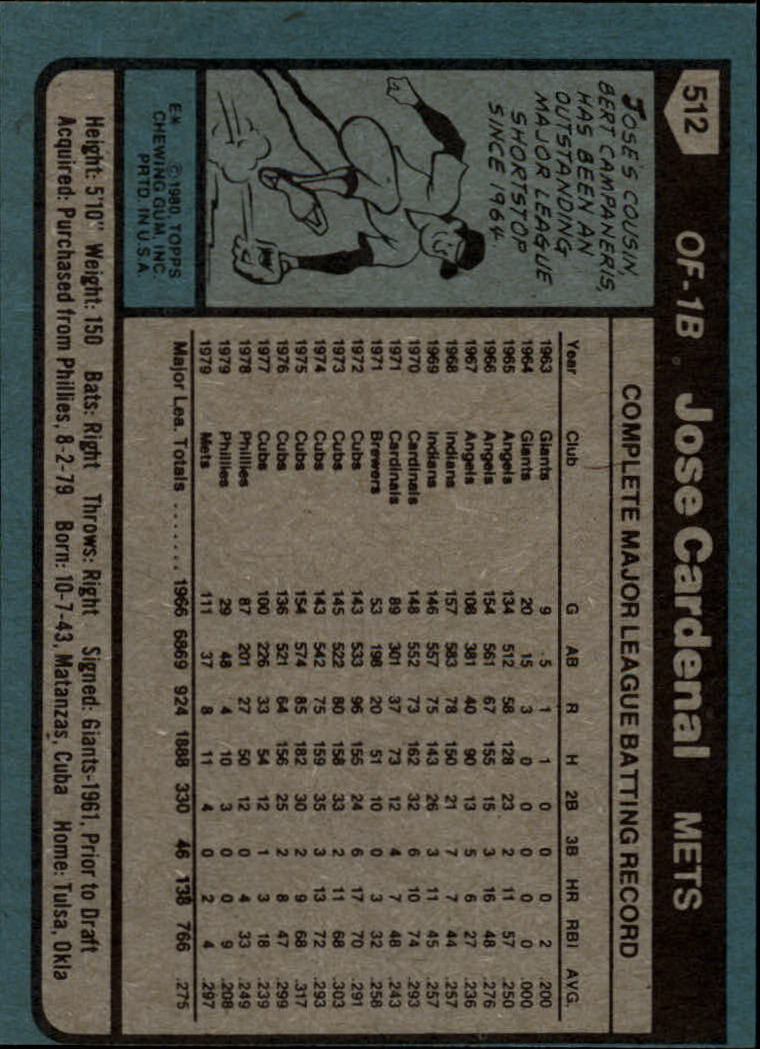 512
OF-1B Jose Cardenal METS
JOSE'S COUSIN,
BERT CAMPANERIS,
HAS BEEN AN
OUTSTANDING
MAJOR LEAGUE
SHORTSTOP
SINCE 1964
E* © 1980 TOPPS
CHEWING GUM, INC.
PRTD. IN U.S.A.
COMPLETE MAJOR LEAGUE BATTING RECORD
Year Club G AB R H 2B 3B HR RBI AVG.
1963 Giants 9 5 1 1 0 0 0 2 .200
1964 Giants 20 15 3 0 0 0 0 0 .000
1965 Angels 134 512 58 128 23 2 11 57 .250
1966 Angels 154 561 67 155 15 3 16 48 .276
1967 Angels 108 381 40 90 13 5 6 27 .236
1968 Indians 157 583 78 150 21 7 7 44 .257
1969 Indians 146 557 75 143 26 3 11 45 .257
1970 Cardinals 148 552 73 162 32 6 10 74 .293
1971 Cardinals 89 301 37 73 12 4 7 48 .243
1971 Brewers 53 198 20 51 10 0 3 32 .258
1972 Cubs 143 533 96 155 24 6 17 70 .291
1973 Cubs 145 522 80 158 33 2 11 68 .303
1974 Cubs 143 542 75 159 35 3 13 72 .293
1975 Cubs 154 574 85 182 30 2 9 68 .317
1976 Cubs 136 521 64 156 25 2 8 47 .299
1977 Cubs 100 226 33 54 12 1 3 18 .239
1978 Phillies 87 201 27 50 12 0 4 33 .249
1979 Phillies 29 48 4 10 3 0 0 9 .208
1979 Mets 111 37 8 11 4 0 2 4 .297
Major Lea. Totals ....... 1966 6869 924 1888 330 46 138 766 .275
Height: 5'10" Weight: 150 Bats: Right Throws: Right Signed: Giants-1961, Prior to Draft
Acquired: Purchased from Phillies, 8-2-79 Born: 10-7-43, Matanzas, Cuba Home: Tulsa, Okla